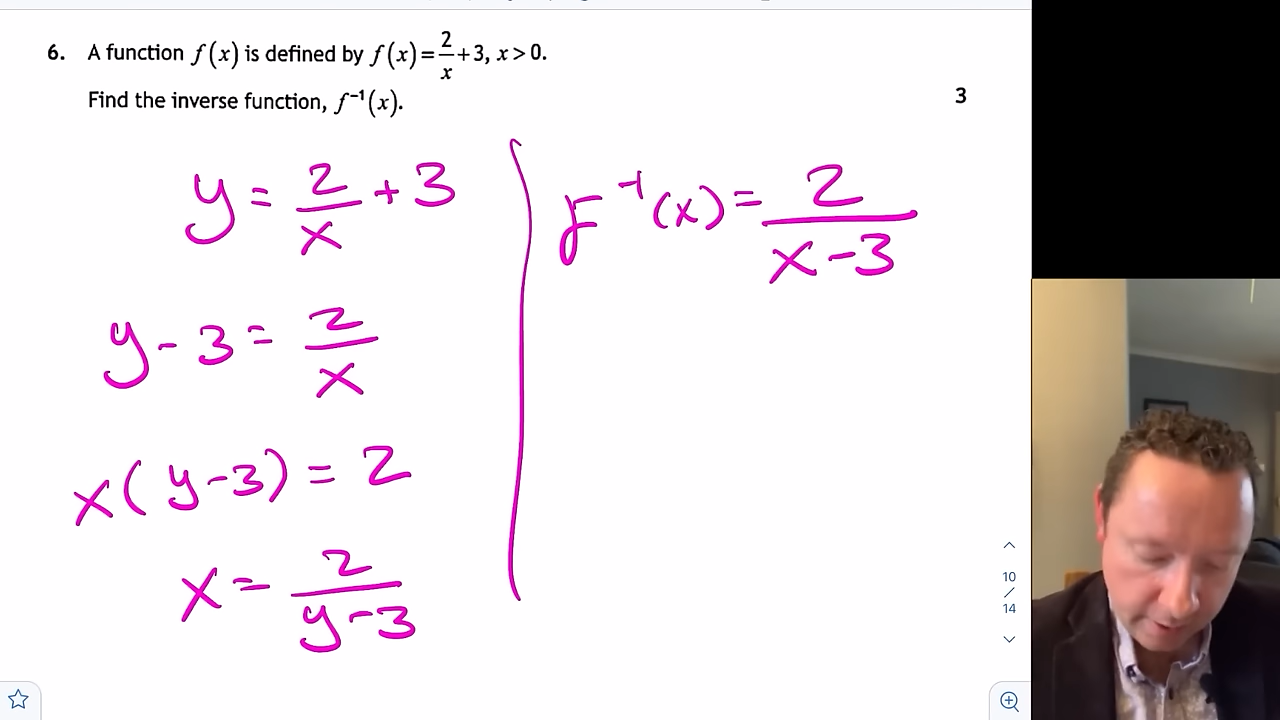 6. A function f(x) is defined by f(x)=2/x+3, x>0.
Find the inverse function, f⁻¹(x).
3
y = 2/x + 3
y - 3 = 2/x
x(y-3) = 2
x = 2/(y-3)
f⁻¹(x) = 2/(x-3)
10
/
14